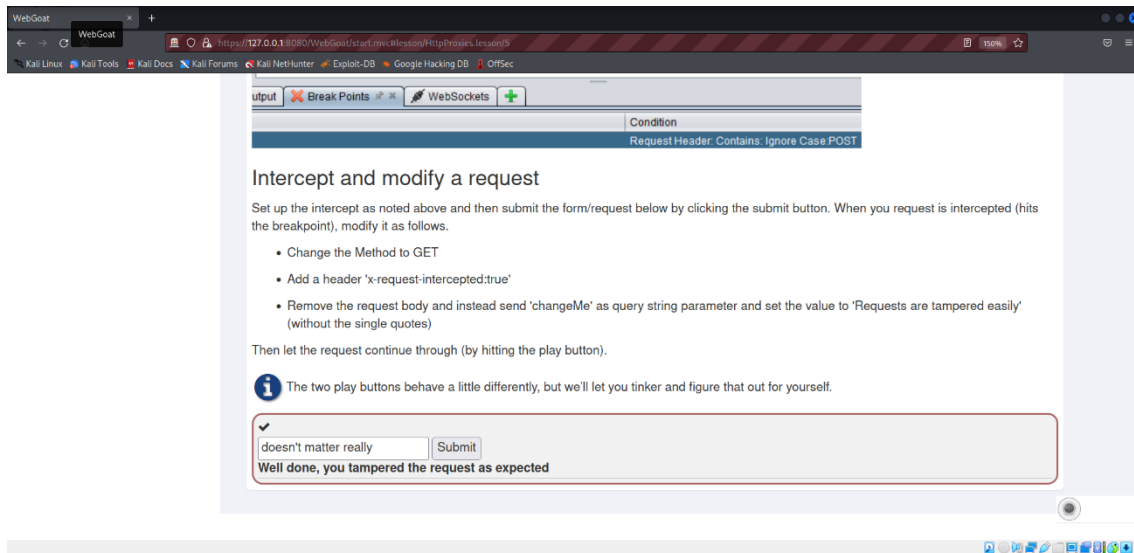 WebGoat
WebGoat
https://127.0.0.1:8080/WebGoat/start.mvc#lesson/HttpProxies.lesson/5
150%
Kali Linux Kali Tools Kali Docs Kali Forums Kali NetHunter Exploit-DB Google Hacking DB OffSec
utput Break Points WebSockets
Condition
Request Header: Contains: Ignore Case:POST
Intercept and modify a request
Set up the intercept as noted above and then submit the form/request below by clicking the submit button. When you request is intercepted (hits
the breakpoint), modify it as follows.
• Change the Method to GET
• Add a header 'x-request-intercepted:true'
• Remove the request body and instead send 'changeMe' as query string parameter and set the value to 'Requests are tampered easily'
(without the single quotes)
Then let the request continue through (by hitting the play button).
The two play buttons behave a little differently, but we'll let you tinker and figure that out for yourself.
doesn't matter really Submit
Well done, you tampered the request as expected